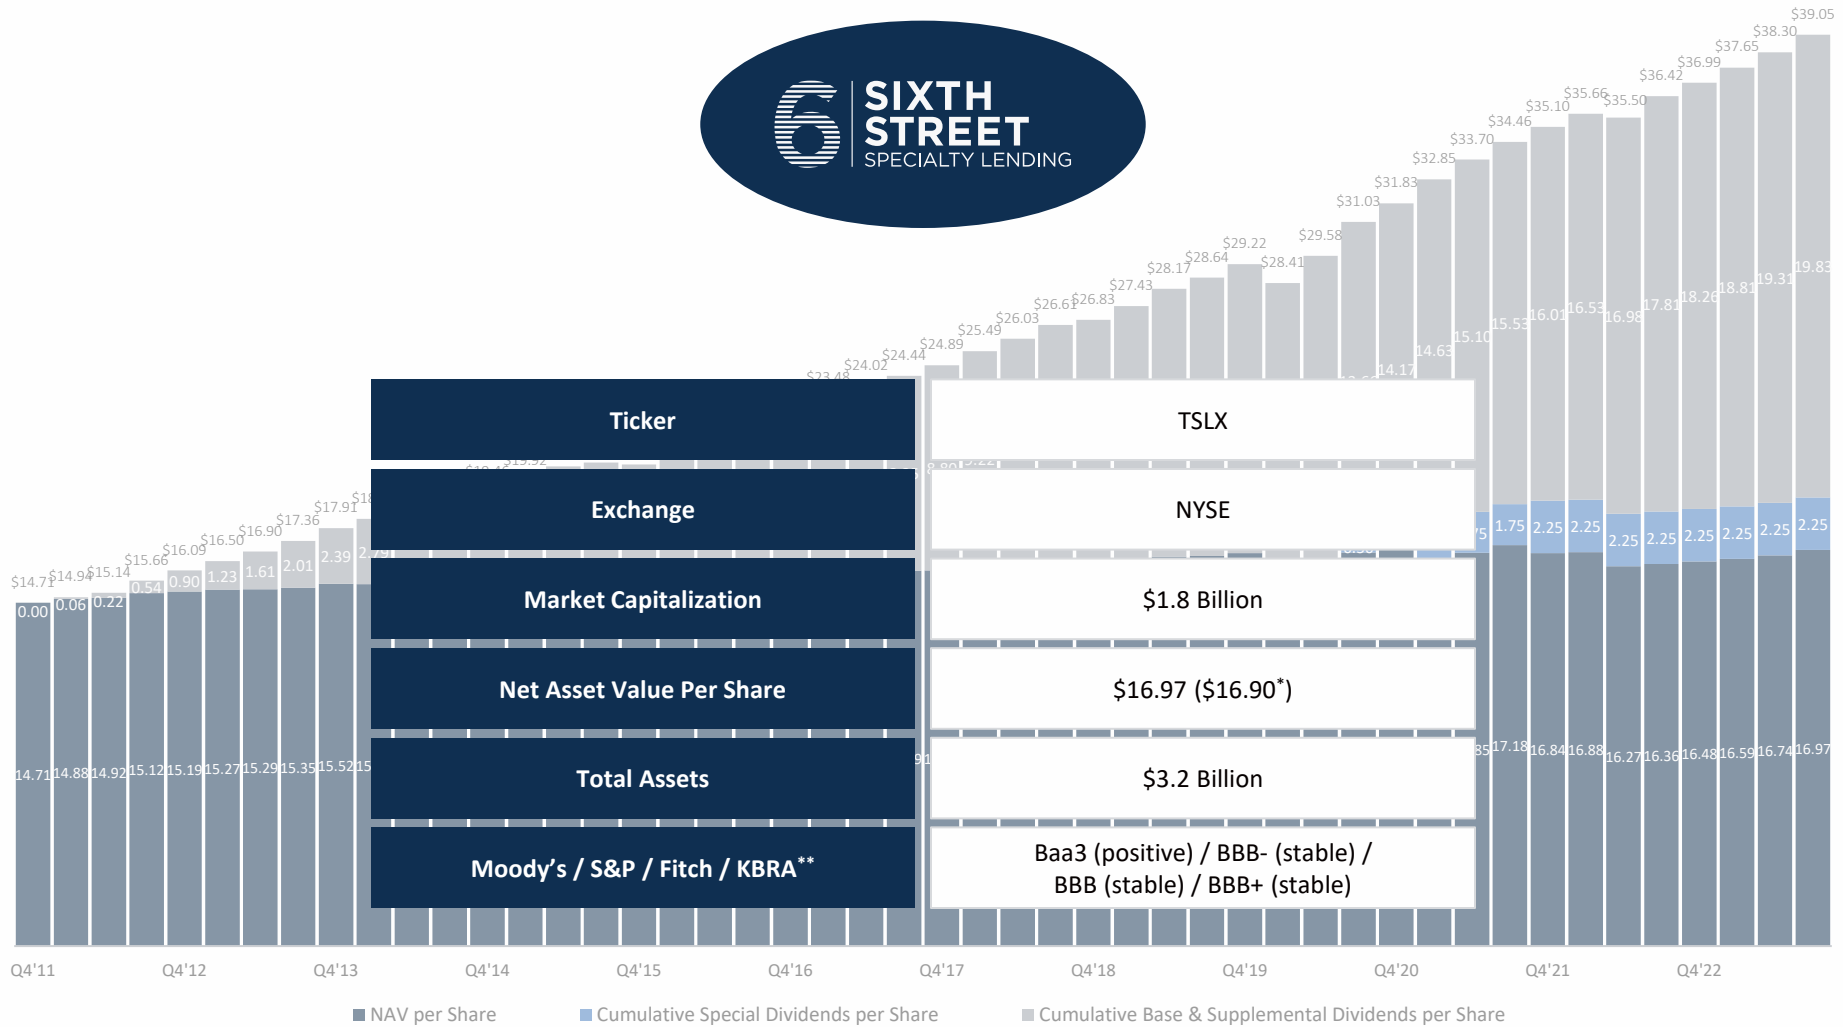 SIXTH
STREET
SPECIALTY LENDING
$14.71
$14.94
$15.14
$15.66
$16.09
$16.50
$16.90
$17.36
$17.91
$23.48
$24.02
$24.44
$24.89
$25.49
$26.03
$26.61
$26.83
$27.43
$28.17
$28.64
$29.22
$28.41
$29.58
$31.03
$31.83
$32.85
$33.70
$34.46
$35.10
$35.66
$35.50
$36.42
$36.99
$37.65
$38.30
$39.05
0.00
0.06
0.22
0.54
0.90
1.23
1.61
2.01
2.39
2.79
14.17
14.63
15.10
15.53
16.01
16.53
16.98
17.81
18.26
18.81
19.31
19.83
1.75
2.25
2.25
2.25
2.25
2.25
2.25
2.25
2.25
Ticker
TSLX
Exchange
NYSE
Market Capitalization
$1.8 Billion
Net Asset Value Per Share
$16.97 ($16.90*)
Total Assets
$3.2 Billion
Moody's / S&P / Fitch / KBRA**
Baa3 (positive) / BBB- (stable) /
BBB (stable) / BBB+ (stable)
14.71
14.88
14.92
15.12
15.19
15.27
15.29
15.35
15.52
17.18
16.84
16.88
16.27
16.36
16.48
16.59
16.74
16.97
Q4'11
Q4'12
Q4'13
Q4'14
Q4'15
Q4'16
Q4'17
Q4'18
Q4'19
Q4'20
Q4'21
Q4'22
NAV per Share
Cumulative Special Dividends per Share
Cumulative Base & Supplemental Dividends per Share